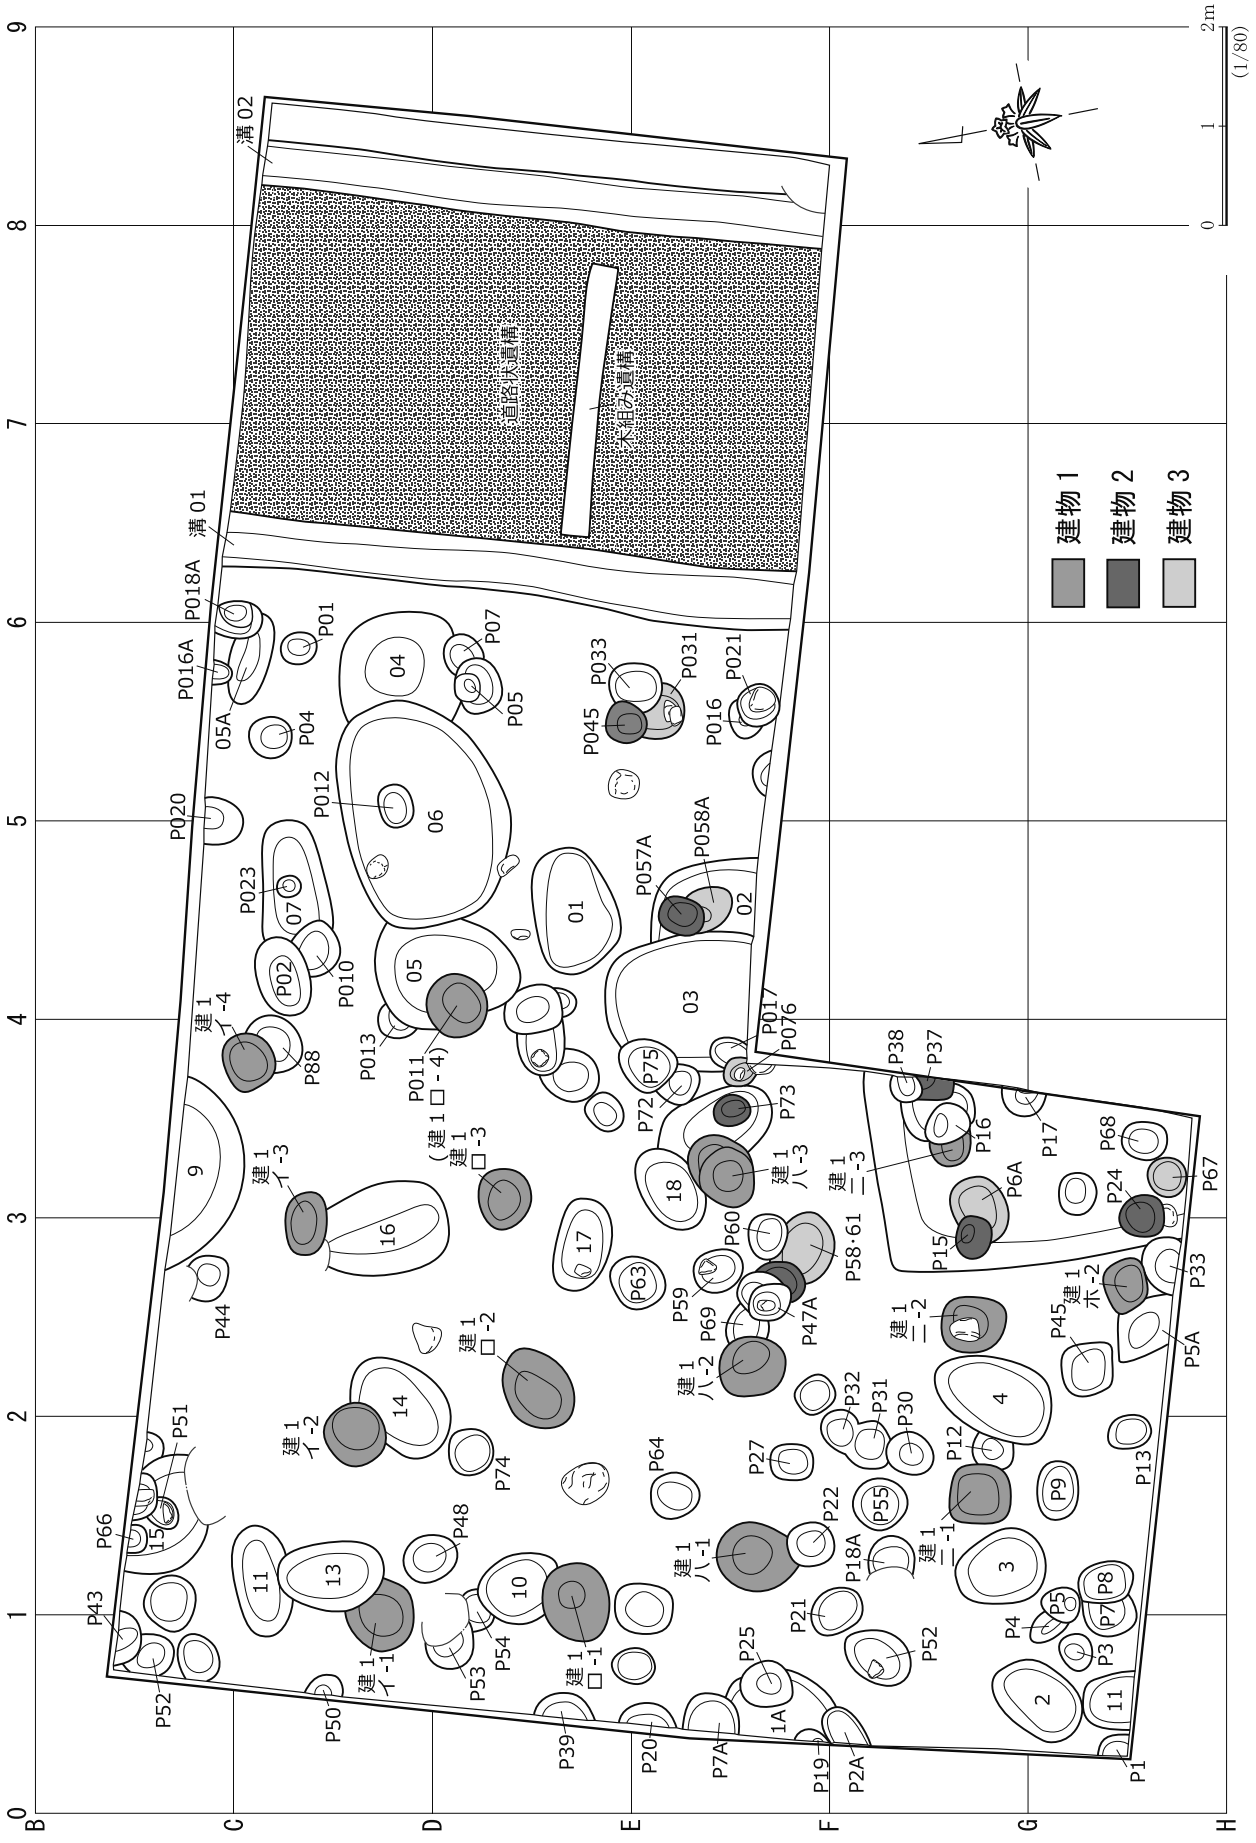 9
8
7
6
5
4
3
2
1
0
B
C
D
E
F
G
H
2m
1
0
(1/80)
溝 02
道路状遺構
木組み遺構
溝 01
建物 1
建物 2
建物 3
P018A
P016A
05A
P01
P04
04
P07
P05
P033
P031
P045
P021
P016
P020
P012
06
P023
07
P02
P010
01
P057A
P058A
02
05
03
建 1
イ-4
P88
P013
P011
(建 1 ロ - 4)
P75
P72
P017
P076
P73
P38
P37
P16
P17
P68
P67
9
建 1
イ-3
建 1
ロ-3
16
18
建 1
ハ-3
建 1
ニ-3
P6A
P24
P15
P44
17
P63
P60
P59
P58・61
P69
P47A
建 1
ホ-2
P33
P5A
P45
建 1
ニ-2
建 1
ロ-2
建 1
ハ-2
14
建 1
イ-2
P74
P51
P66
15
P64
P27
P32
P31
P30
P12
4
P13
P9
P55
P22
P18A
建 1
ニ-1
建 1
ハ-1
P48
11
13
10
P43
P52
P50
建 1
イ-1
P53
P54
建 1
ロ-1
P39
P20
P7A
P25
1A
P19
P2A
P21
P52
3
P4
P5
P8
P7
P3
2
11
P1